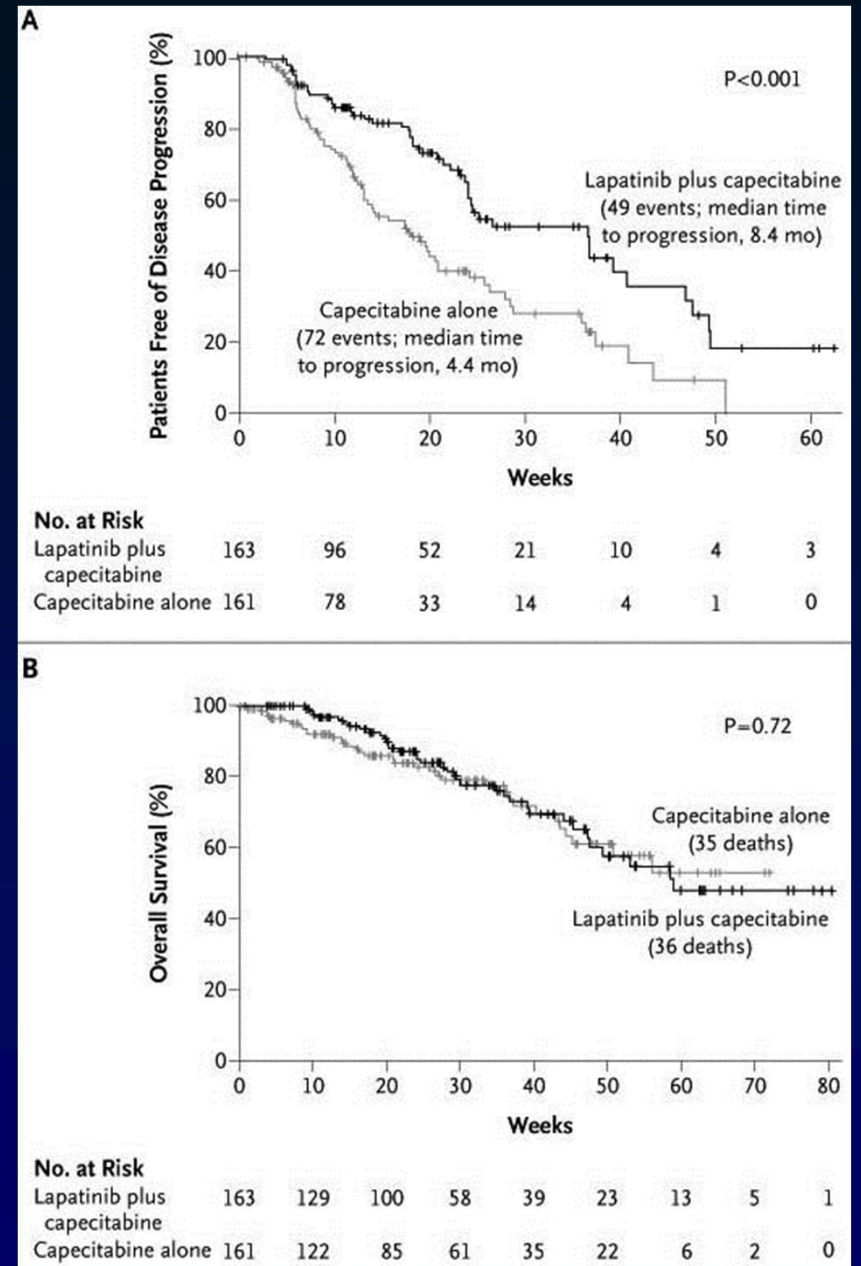 A
Patients Free of Disease Progression (%)
100
80
60
40
20
0
P<0.001
Lapatinib plus capecitabine
(49 events; median time
to progression, 8.4 mo)
Capecitabine alone
(72 events; median time
to progression, 4.4 mo)
0 10 20 30 40 50 60
Weeks
No. at Risk
Lapatinib plus
capecitabine
163 96 52 21 10 4 3
Capecitabine alone 161 78 33 14 4 1 0
B
Overall Survival (%)
100
80
60
40
20
0
P=0.72
Capecitabine alone
(35 deaths)
Lapatinib plus capecitabine
(36 deaths)
0 10 20 30 40 50 60 70 80
Weeks
No. at Risk
Lapatinib plus
capecitabine
163 129 100 58 39 23 13 5 1
Capecitabine alone 161 122 85 61 35 22 6 2 0